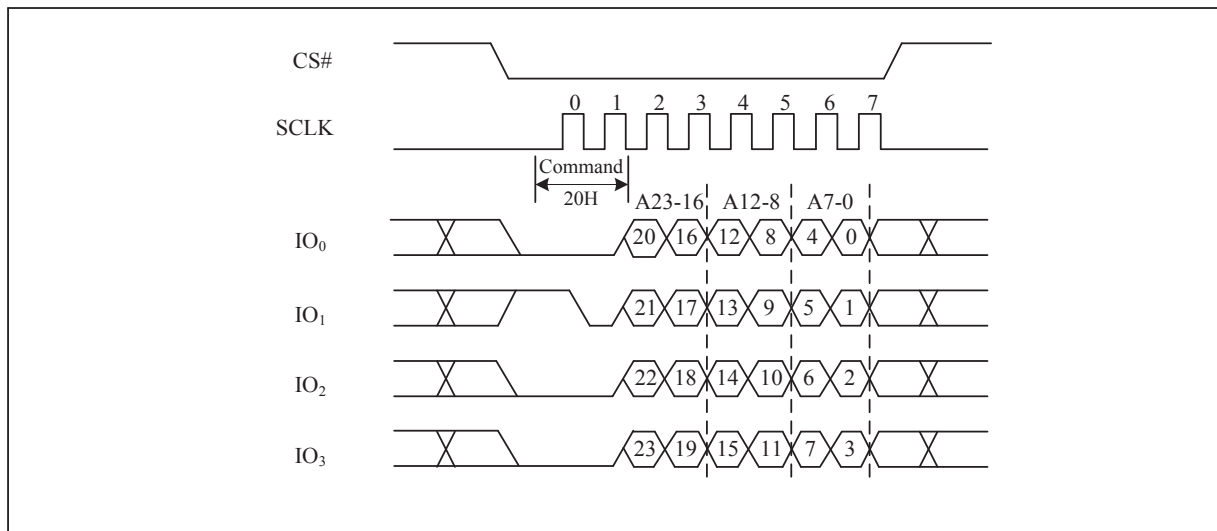 CS#
0 1 2 3 4 5 6 7
SCLK
Command
20H
A23-16 A12-8 A7-0
IO0 20 16 12 8 4 0
IO1 21 17 13 9 5 1
IO2 22 18 14 10 6 2
IO3 23 19 15 11 7 3